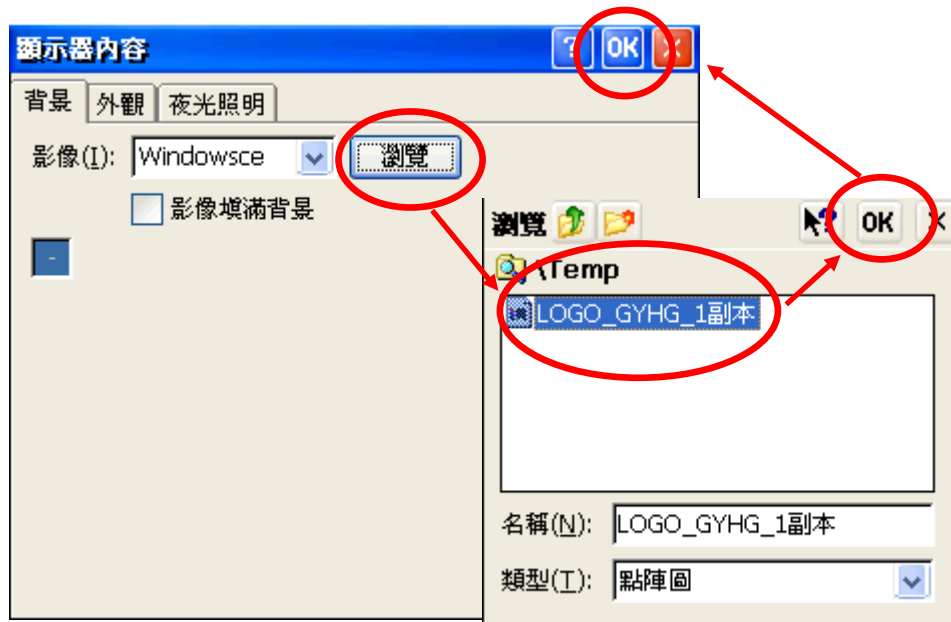 顯示器內容 ? OK X
背景 外觀 夜光照明
影像(I): Windowsce 瀏覽
影像填滿背景
-
瀏覽 ? OK ×
\Temp
LOGO_GYHG_1副本
名稱(N): LOGO_GYHG_1副本
類型(T): 點陣圖